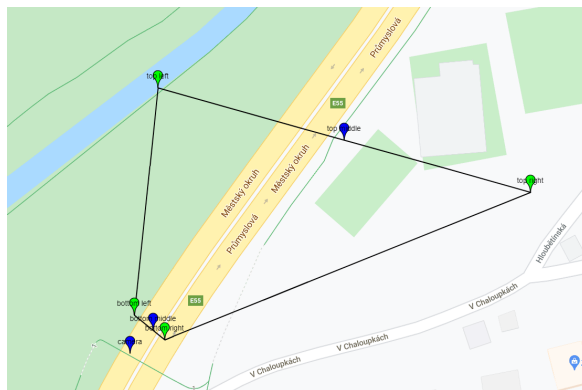 Průmyslová
top left
E55
top middle
Městský okruh
Městský okruh
top right
Průmyslová
Hloubětínská
V Chaloupkách
E55
bottom left
bottom middle
bottom right
camera
V Chaloupkách
V Chaloupkách